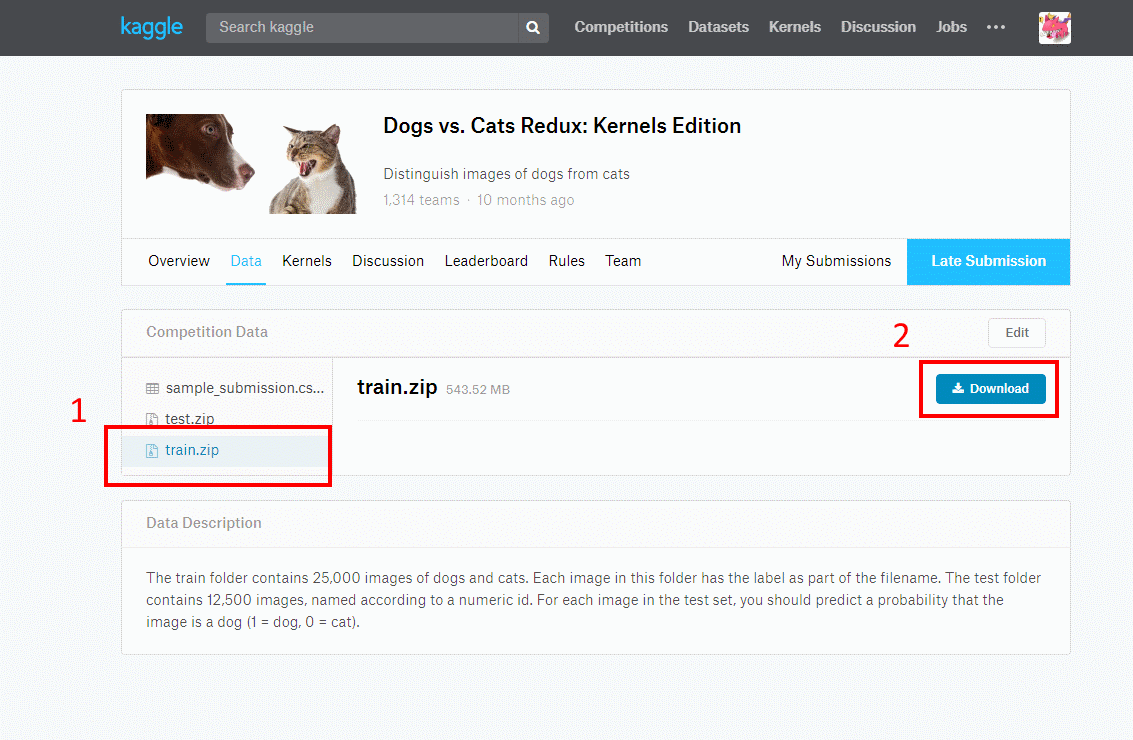 kaggle Search kaggle Competitions Datasets Kernels Discussion Jobs •••
Dogs vs. Cats Redux: Kernels Edition
Distinguish images of dogs from cats
1,314 teams · 10 months ago
Overview Data Kernels Discussion Leaderboard Rules Team My Submissions Late Submission
Competition Data Edit
2
sample_submission.cs...
test.zip
train.zip
1
train.zip 543.52 MB Download
Data Description
The train folder contains 25,000 images of dogs and cats. Each image in this folder has the label as part of the filename. The test folder
contains 12,500 images, named according to a numeric id. For each image in the test set, you should predict a probability that the
image is a dog (1 = dog, 0 = cat).